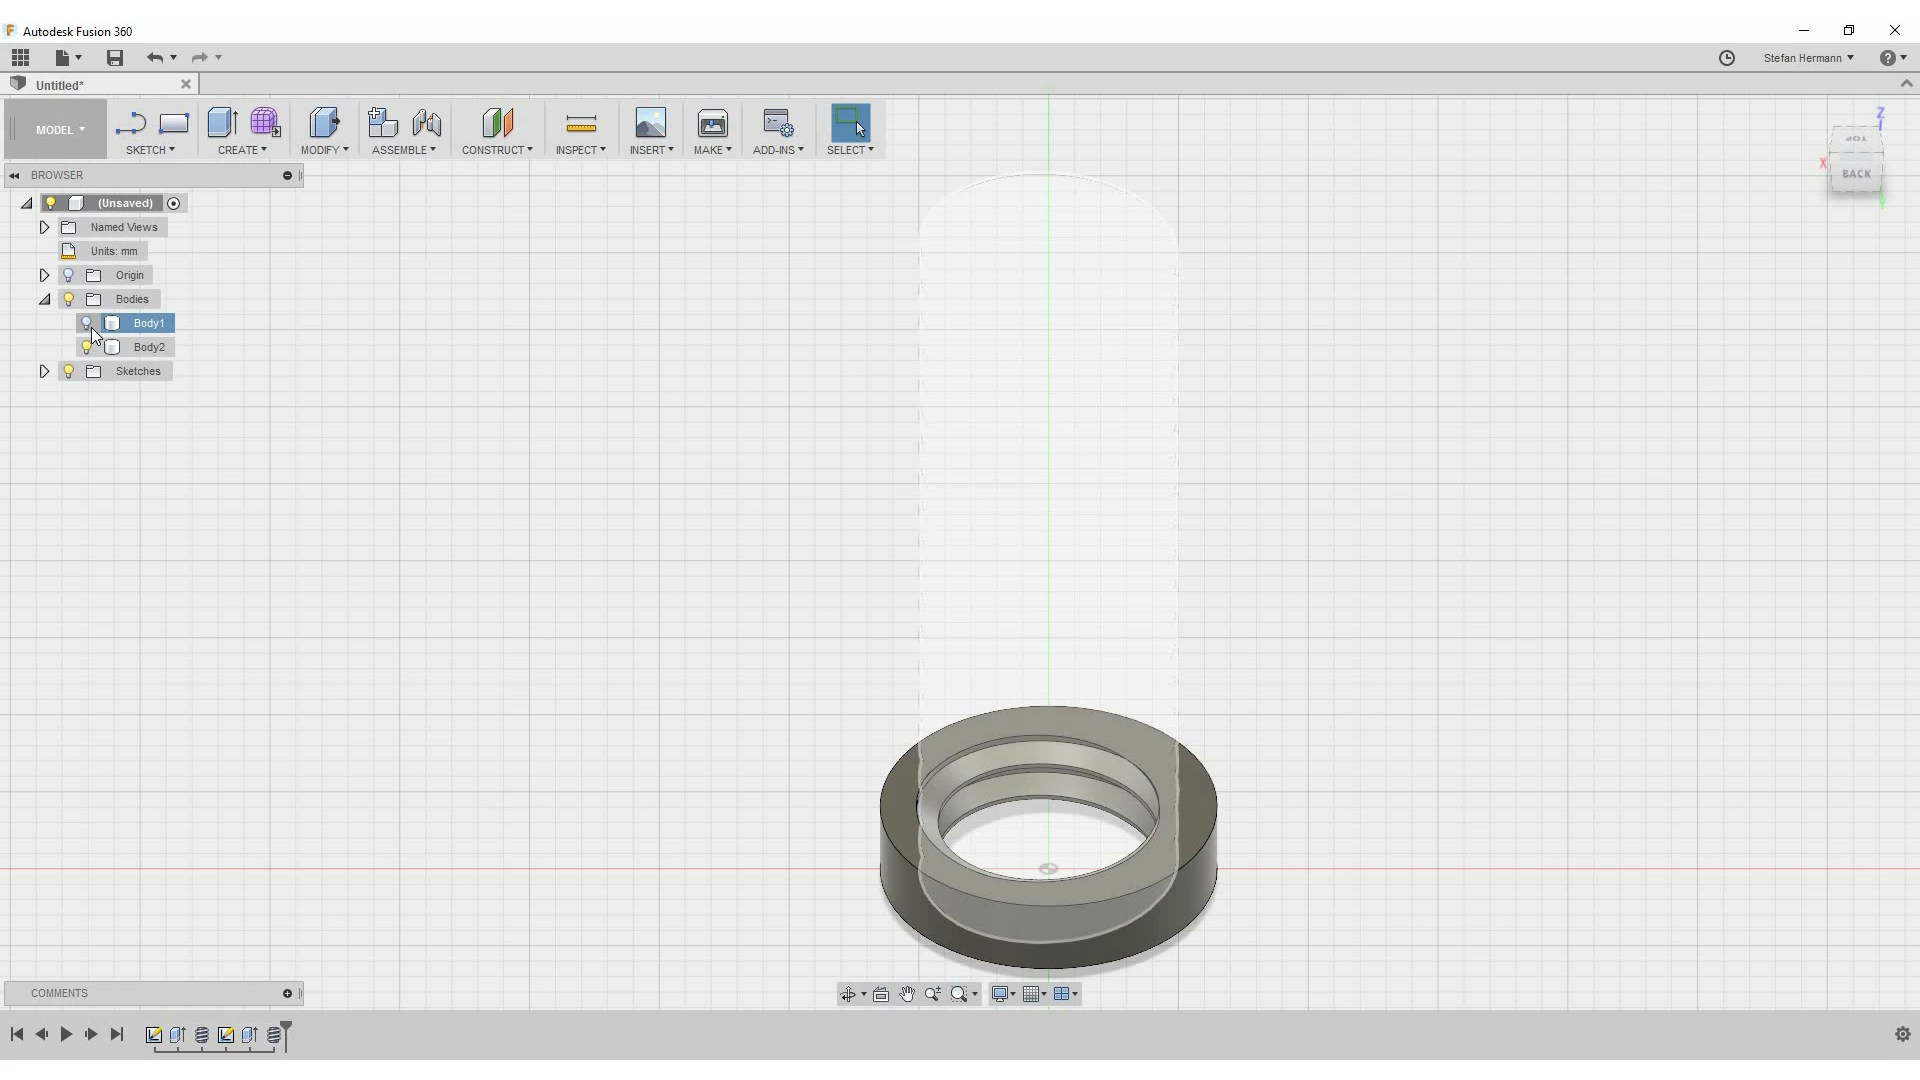 Autodesk Fusion 360
Stefan Hermann
Untitled*
MODEL
SKETCH
CREATE
MODIFY
ASSEMBLE
CONSTRUCT
INSPECT
INSERT
MAKE
ADD-INS
SELECT
Z
X
TOP
BACK
BROWSER
(Unsaved)
Named Views
Units: mm
Origin
Bodies
Body1
Body2
Sketches
COMMENTS